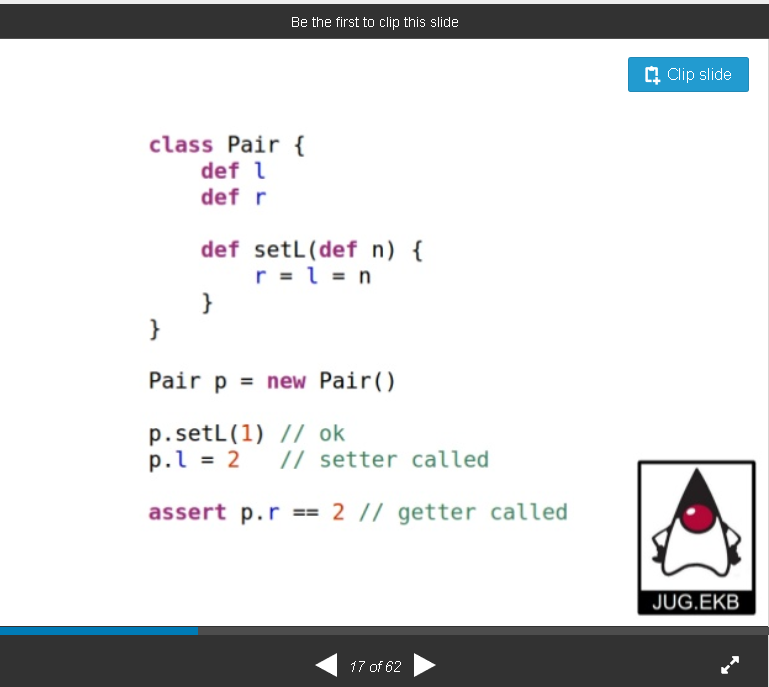 Be the first to clip this slide
Clip slide
class Pair {
    def l
    def r

    def setL(def n) {
        r = l = n
    }
}

Pair p = new Pair()

p.setL(1) // ok
p.l = 2   // setter called

assert p.r == 2 // getter called
JUG.EKB
17 of 62